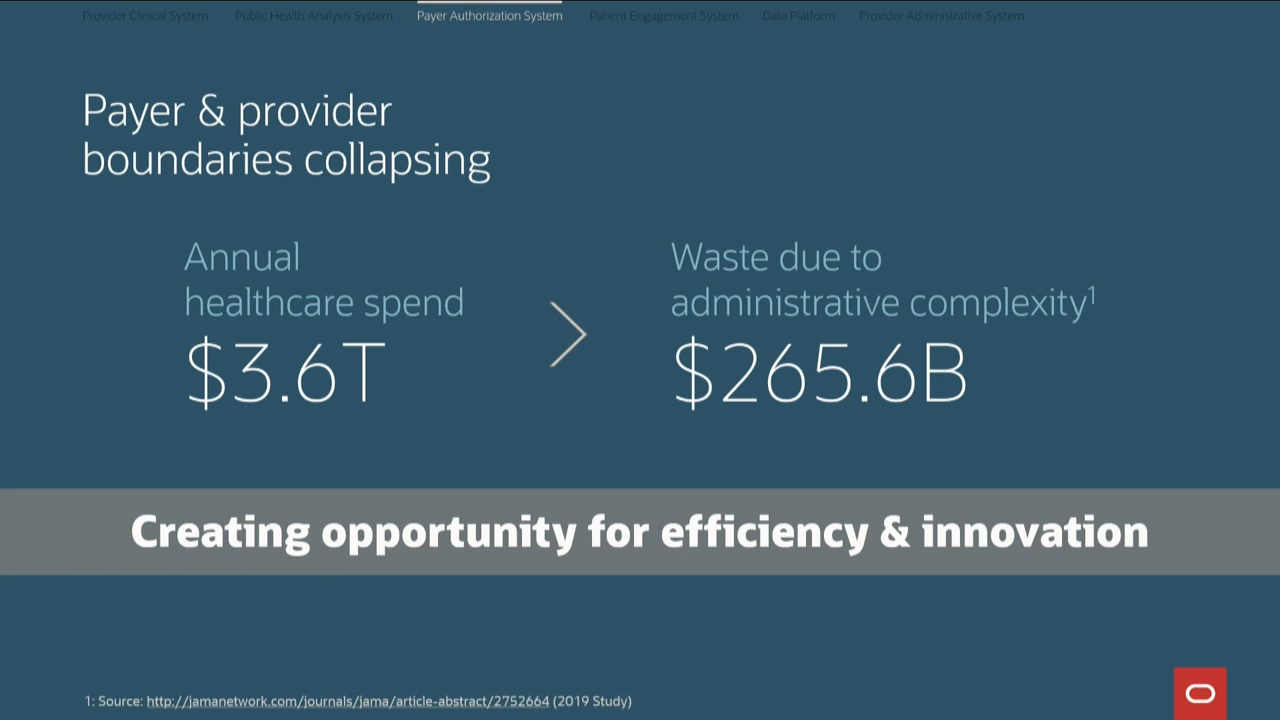 Provider Clinical System Public Health Analysis System Payer Authorization System Patient Engagement System Data Platform Provider Administrative System
Payer & provider
boundaries collapsing
Annual
healthcare spend
$3.6T
Waste due to
administrative complexity¹
$265.6B
Creating opportunity for efficiency & innovation
1: Source: http://jamanetwork.com/journals/jama/article-abstract/2752664 (2019 Study)